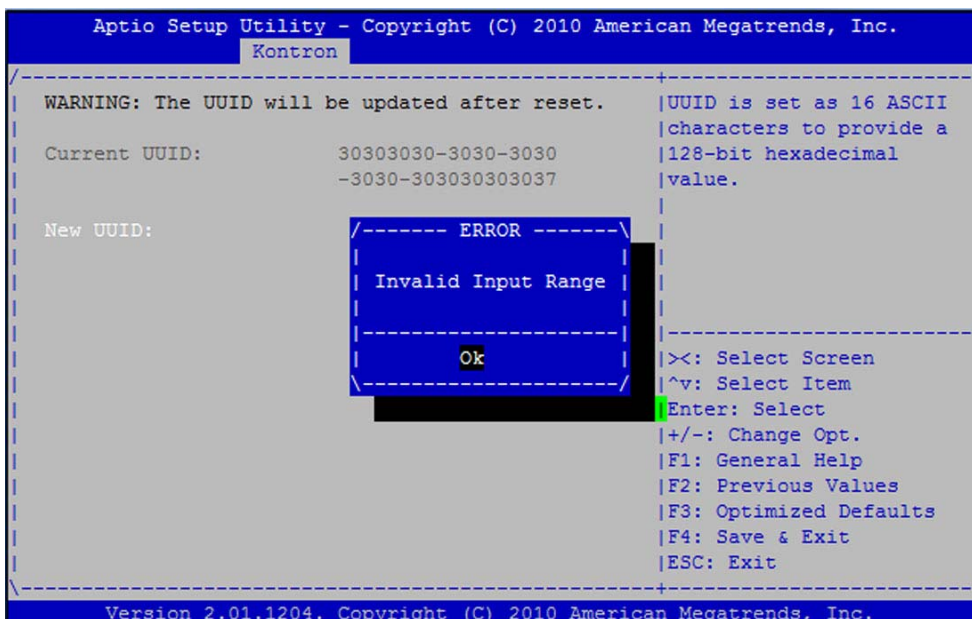 Aptio Setup Utility - Copyright (C) 2010 American Megatrends, Inc.
Kontron
WARNING: The UUID will be updated after reset.
Current UUID: 30303030-3030-3030
-3030-303030303037
New UUID:
ERROR
Invalid Input Range
Ok
UUID is set as 16 ASCII
characters to provide a
128-bit hexadecimal
value.
><: Select Screen
^v: Select Item
Enter: Select
+/-: Change Opt.
F1: General Help
F2: Previous Values
F3: Optimized Defaults
F4: Save & Exit
ESC: Exit
Version 2.01.1204. Copyright (C) 2010 American Megatrends, Inc.